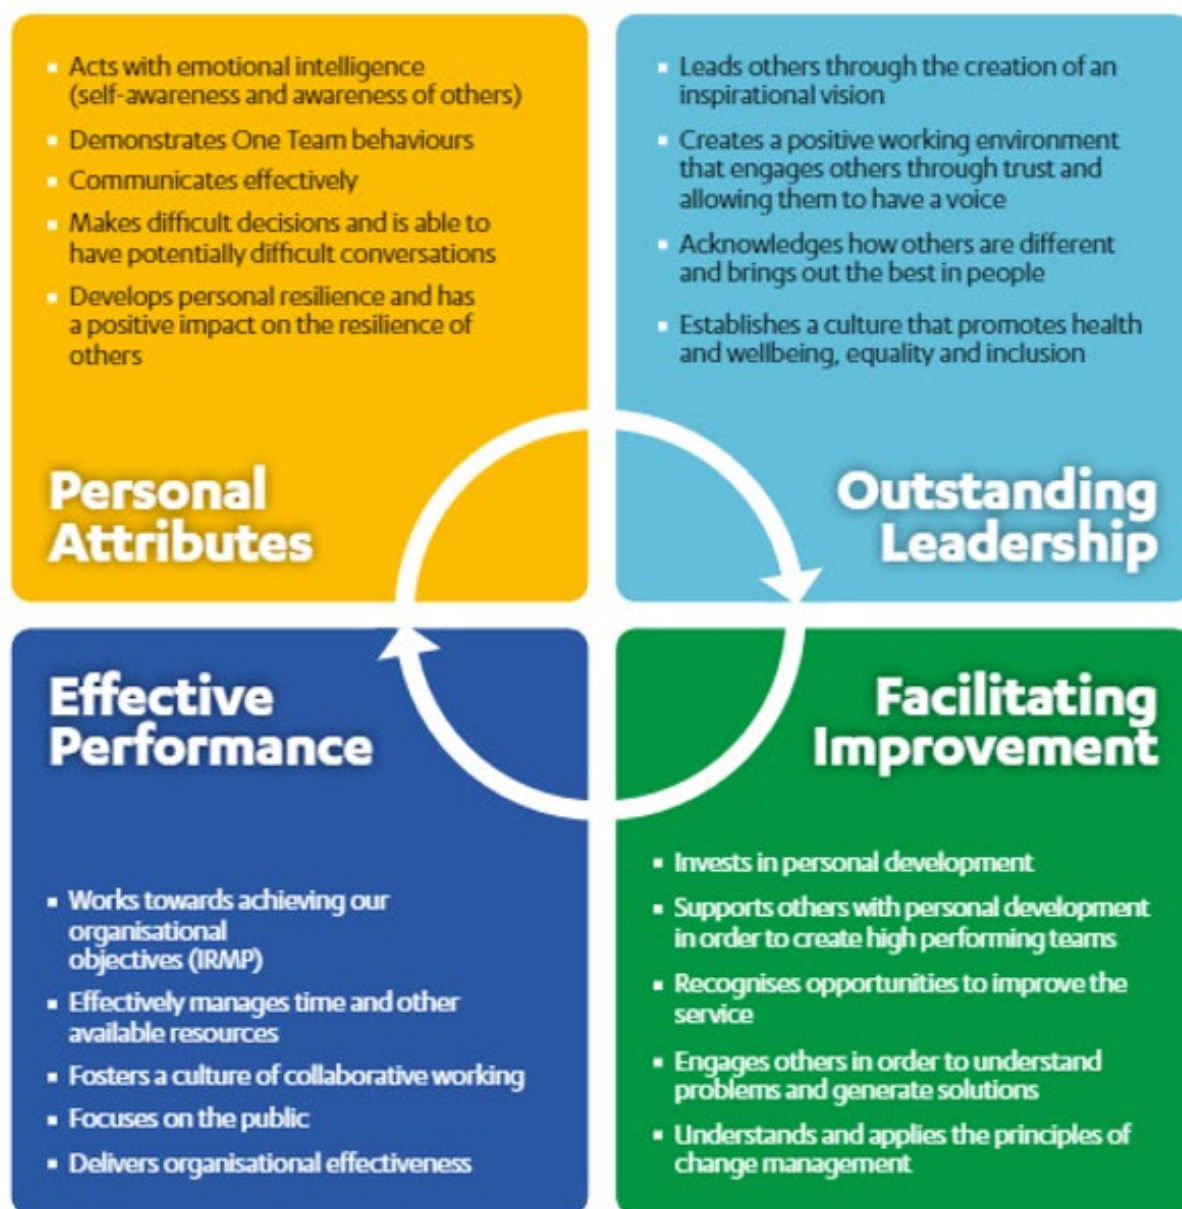 ▪ Acts with emotional intelligence
(self-awareness and awareness of others)
▪ Demonstrates One Team behaviours
▪ Communicates effectively
▪ Makes difficult decisions and is able to
have potentially difficult conversations
▪ Develops personal resilience and has
a positive impact on the resilience of
others
Personal
Attributes
▪ Leads others through the creation of an
inspirational vision
▪ Creates a positive working environment
that engages others through trust and
allowing them to have a voice
▪ Acknowledges how others are different
and brings out the best in people
▪ Establishes a culture that promotes health
and wellbeing, equality and inclusion
Outstanding
Leadership
Effective
Performance
▪ Works towards achieving our
organisational
objectives (IRMP)
▪ Effectively manages time and other
available resources
▪ Fosters a culture of collaborative working
▪ Focuses on the public
▪ Delivers organisational effectiveness
Facilitating
Improvement
▪ Invests in personal development
▪ Supports others with personal development
in order to create high performing teams
▪ Recognises opportunities to improve the
service
▪ Engages others in order to understand
problems and generate solutions
▪ Understands and applies the principles of
change management